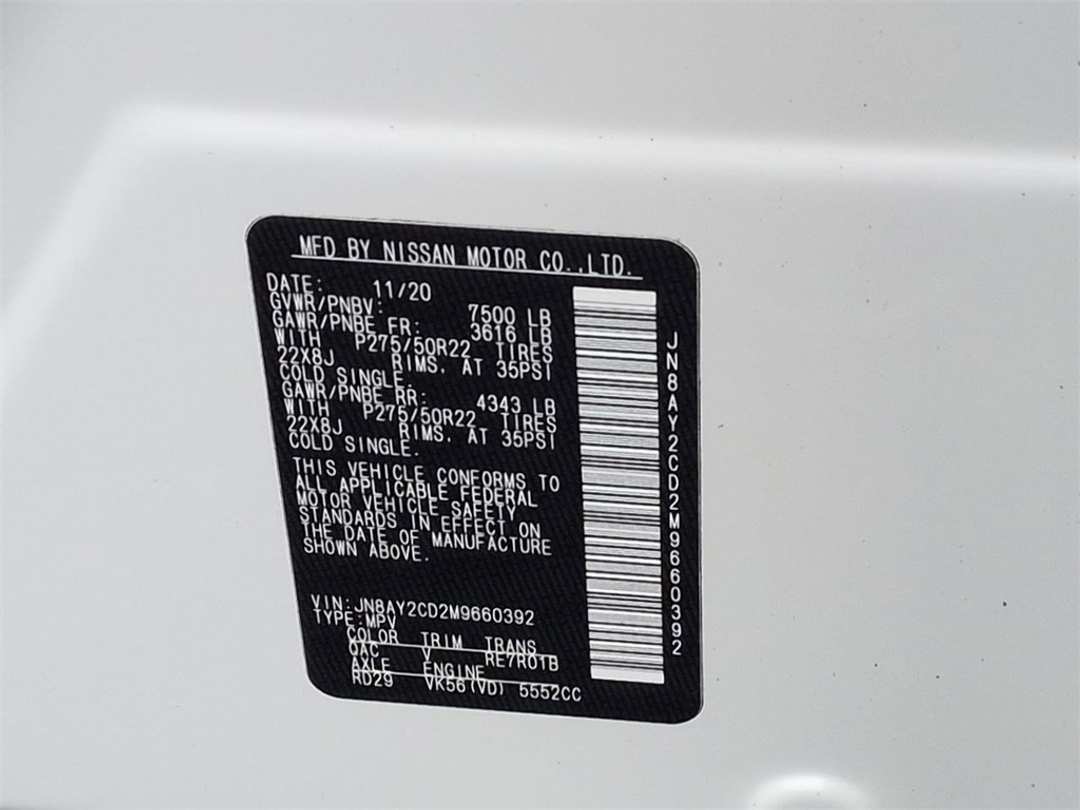 MFD BY NISSAN MOTOR CO.,LTD.
DATE: 11/20
GVWR/PNBV: 7500 LB
GAWR/PNBE FR: 3616 LB
WITH P275/50R22 TIRES
22X8J RIMS, AT 35PSI
COLD SINGLE.
GAWR/PNBE RR: 4343 LB
WITH P275/50R22 TIRES
22X8J RIMS, AT 35PSI
COLD SINGLE.
THIS VEHICLE CONFORMS TO
ALL APPLICABLE FEDERAL
MOTOR VEHICLE SAFETY
STANDARDS IN EFFECT ON
THE DATE OF MANUFACTURE
SHOWN ABOVE.
VIN:JN8AY2CD2M9660392
TYPE:MPV
COLOR TRIM TRANS
QAC V RE7R01B
AXLE ENGINE
RD29 VK56(VD) 5552CC
JN8AY2CD2M9660392